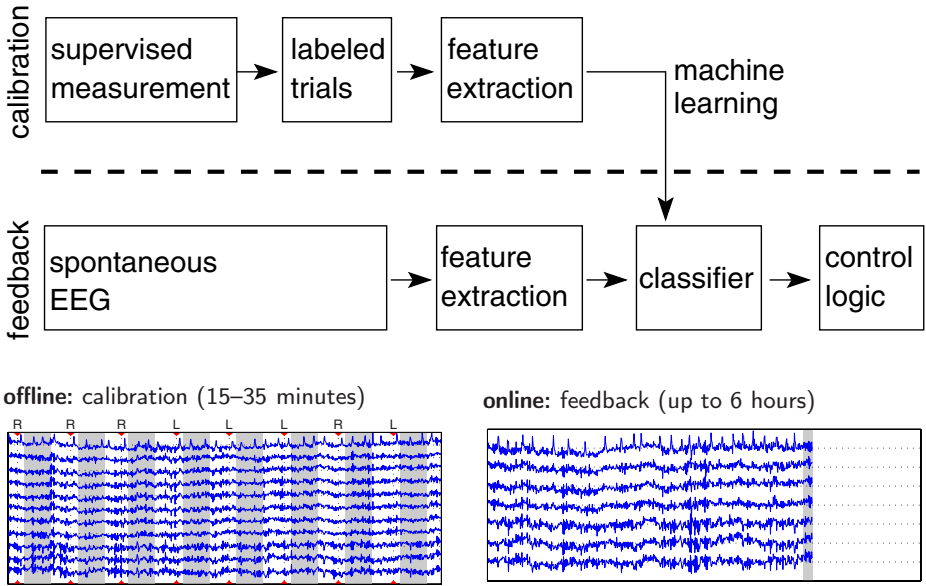 calibration
supervised
measurement
labeled
trials
feature
extraction
machine
learning
feedback
spontaneous
EEG
feature
extraction
classifier
control
logic
offline: calibration (15–35 minutes)
R R R L L L R L
online: feedback (up to 6 hours)